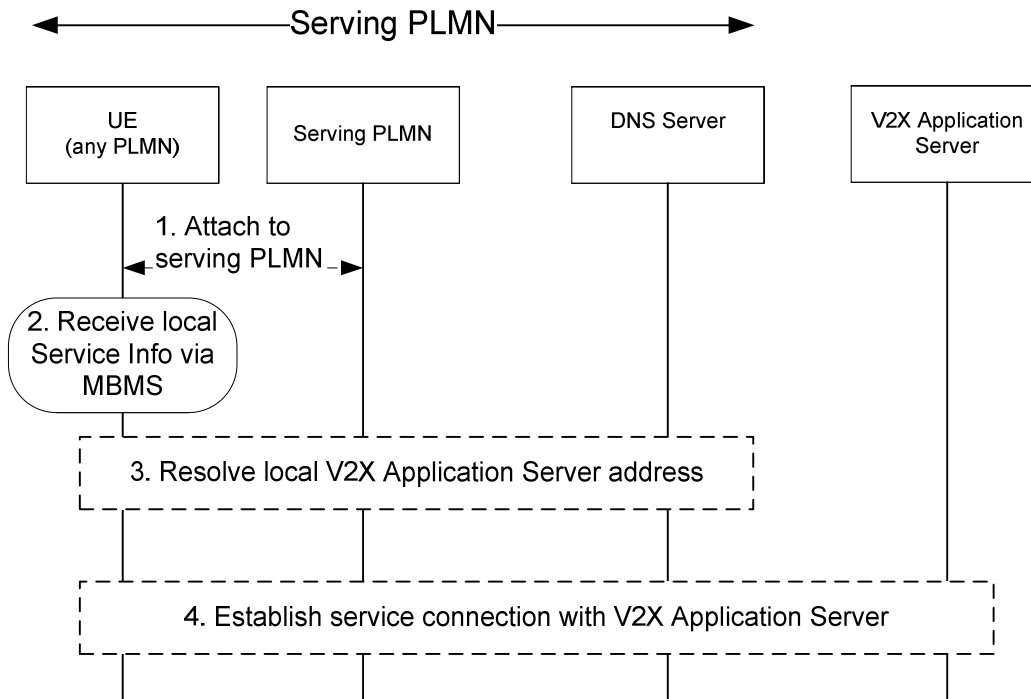 Serving PLMN
UE
(any PLMN)
Serving PLMN
DNS Server
V2X Application
Server
1. Attach to
serving PLMN
2. Receive local
Service Info via
MBMS
3. Resolve local V2X Application Server address
4. Establish service connection with V2X Application Server